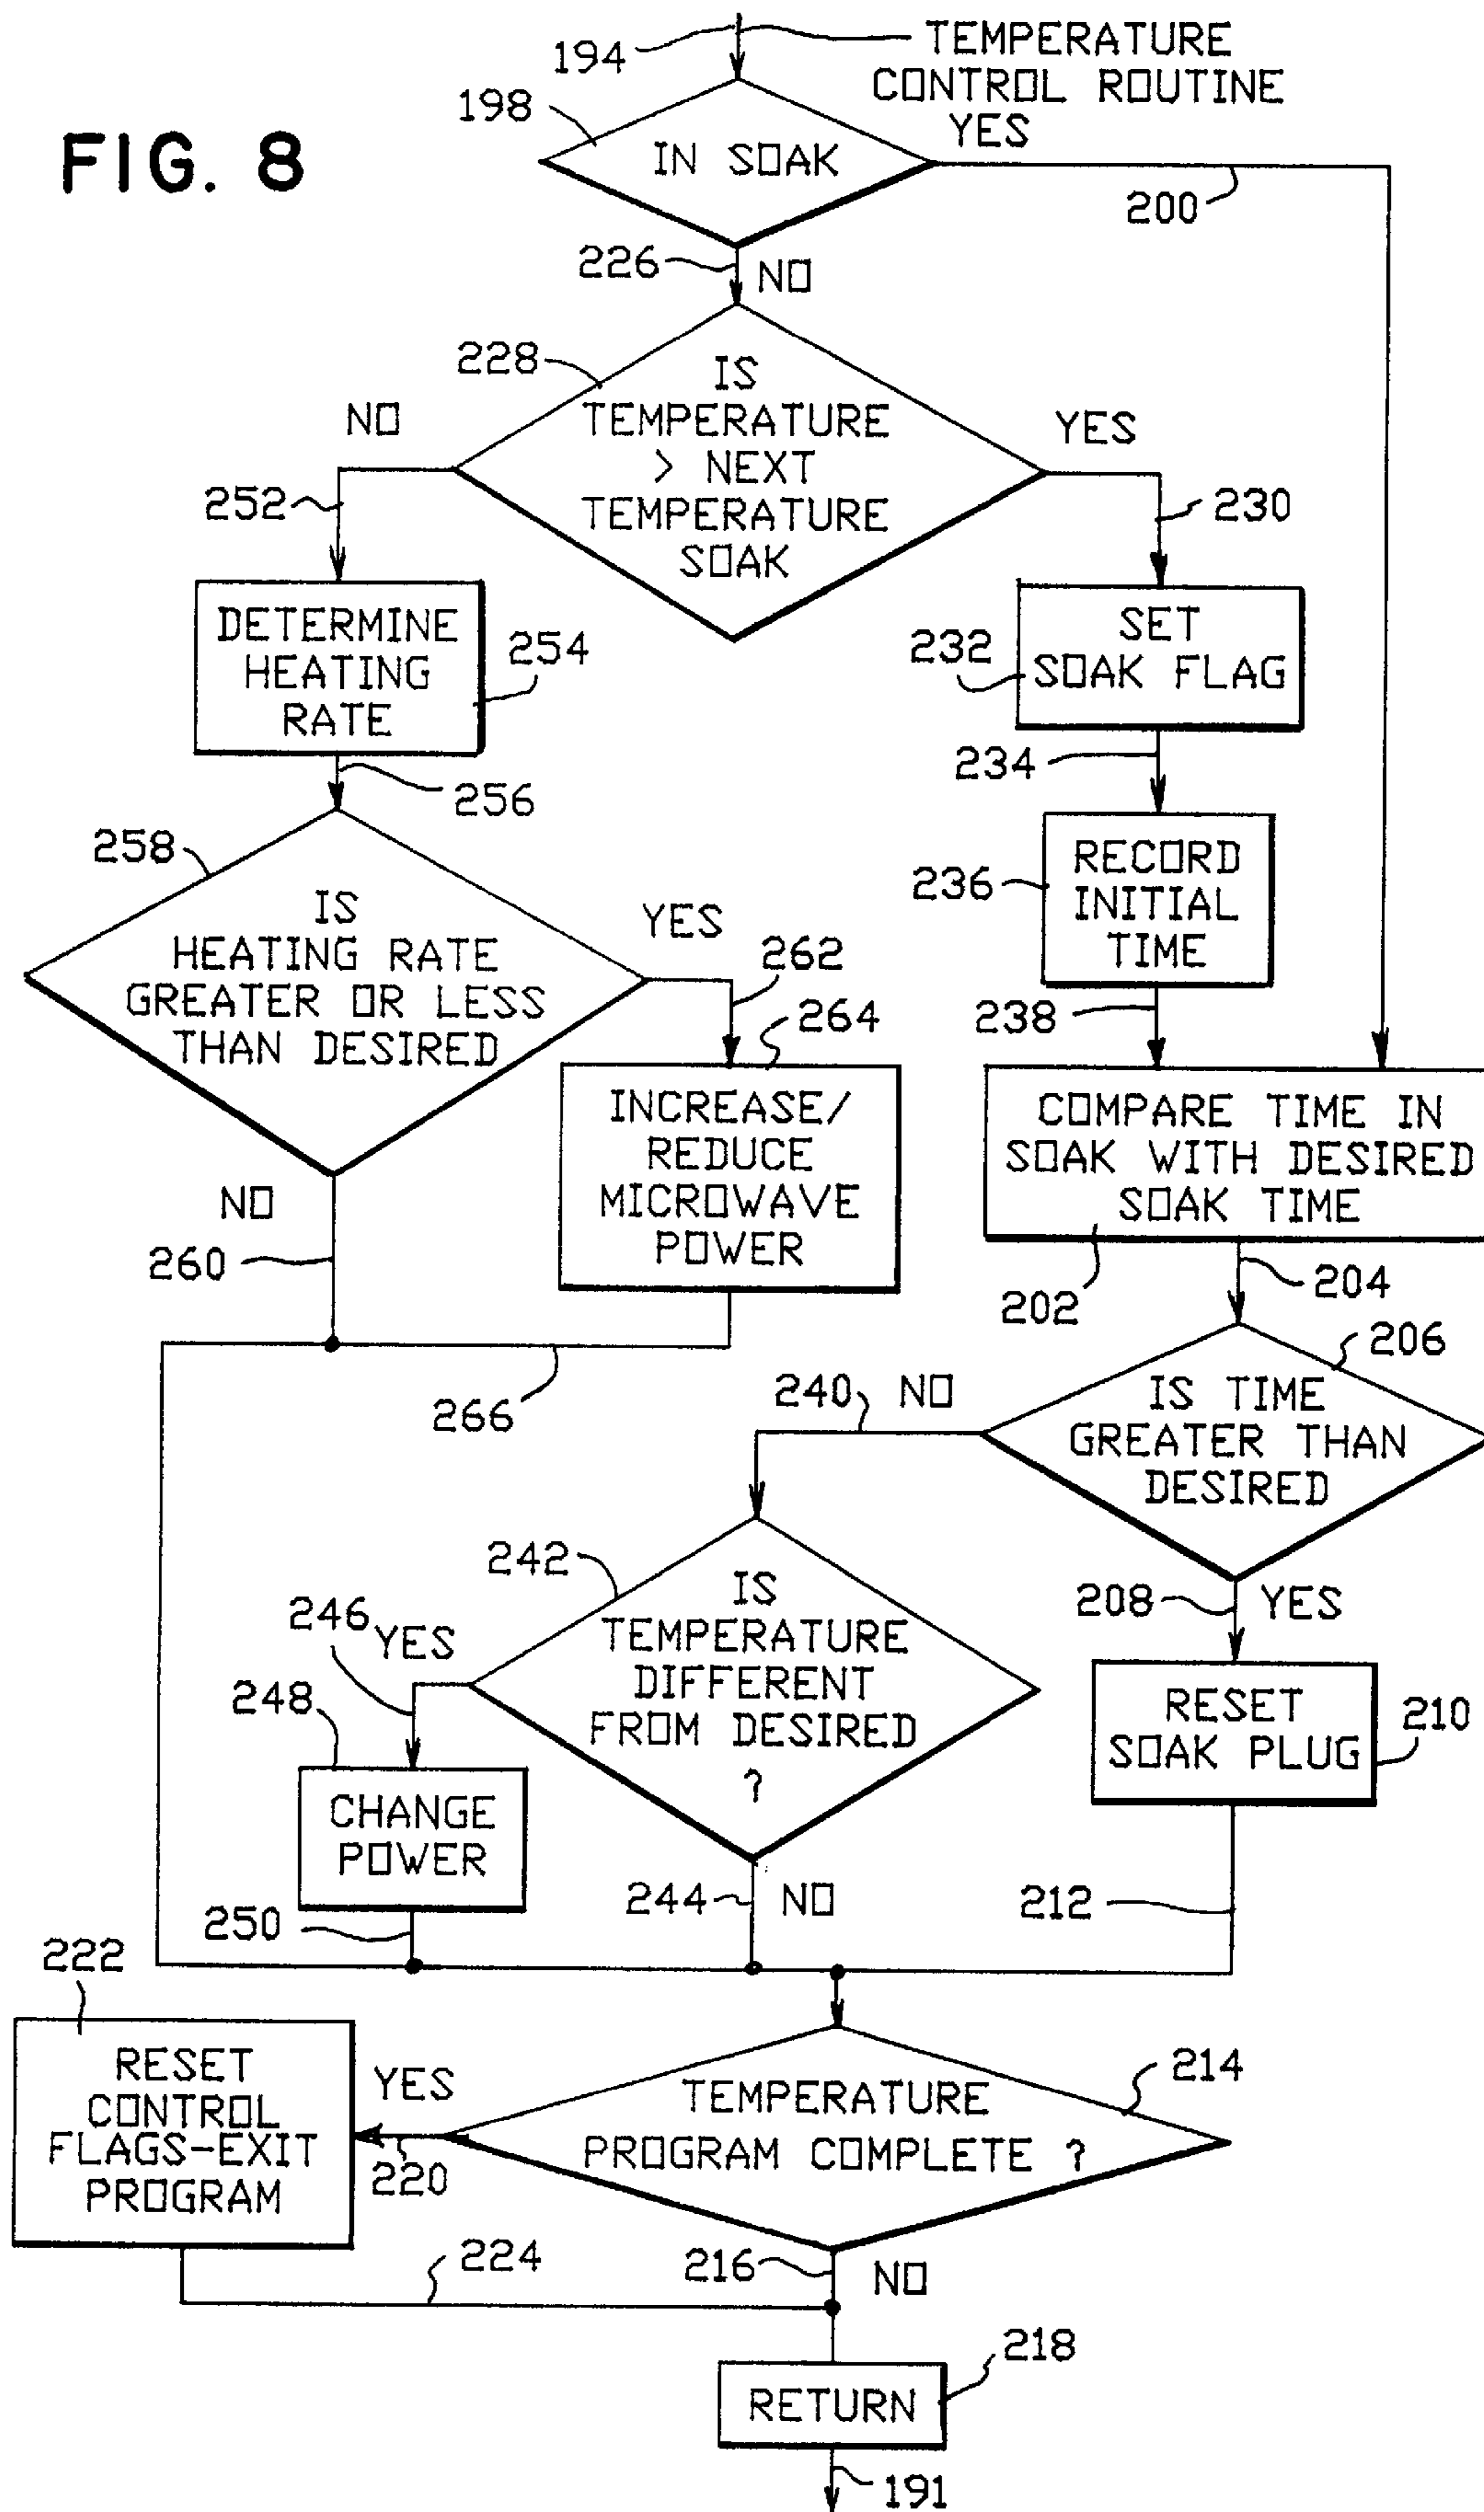 194
TEMPERATURE
CONTROL ROUTINE
FIG. 8
198
IN SOAK
YES
200
226
NO
228
IS
TEMPERATURE
> NEXT
TEMPERATURE
SOAK
NO
YES
252
230
DETERMINE
HEATING
RATE
254
232
SET
SOAK FLAG
234
256
258
236
RECORD
INITIAL
TIME
IS
HEATING RATE
GREATER OR LESS
THAN DESIRED
YES
262
264
238
INCREASE/
REDUCE
MICROWAVE
POWER
COMPARE TIME IN
SOAK WITH DESIRED
SOAK TIME
NO
260
202
204
266
240
NO
206
IS TIME
GREATER THAN
DESIRED
242
IS
TEMPERATURE
DIFFERENT
FROM DESIRED
?
208
YES
246
YES
248
RESET
SOAK PLUG
210
CHANGE
POWER
250
244
NO
212
222
RESET
CONTROL
FLAGS-EXIT
PROGRAM
YES
220
TEMPERATURE
PROGRAM COMPLETE ?
214
224
216
NO
218
RETURN
191